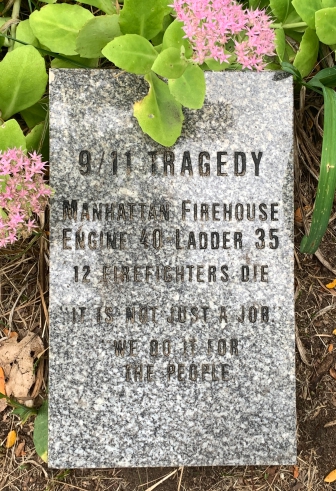 9/11 TRAGEDY
MANHATTAN FIREHOUSE
ENGINE 40 LADDER 35
12 FIREFIGHTERS DIE
"IT IS NOT JUST A JOB,
WE DO IT FOR
THE PEOPLE"